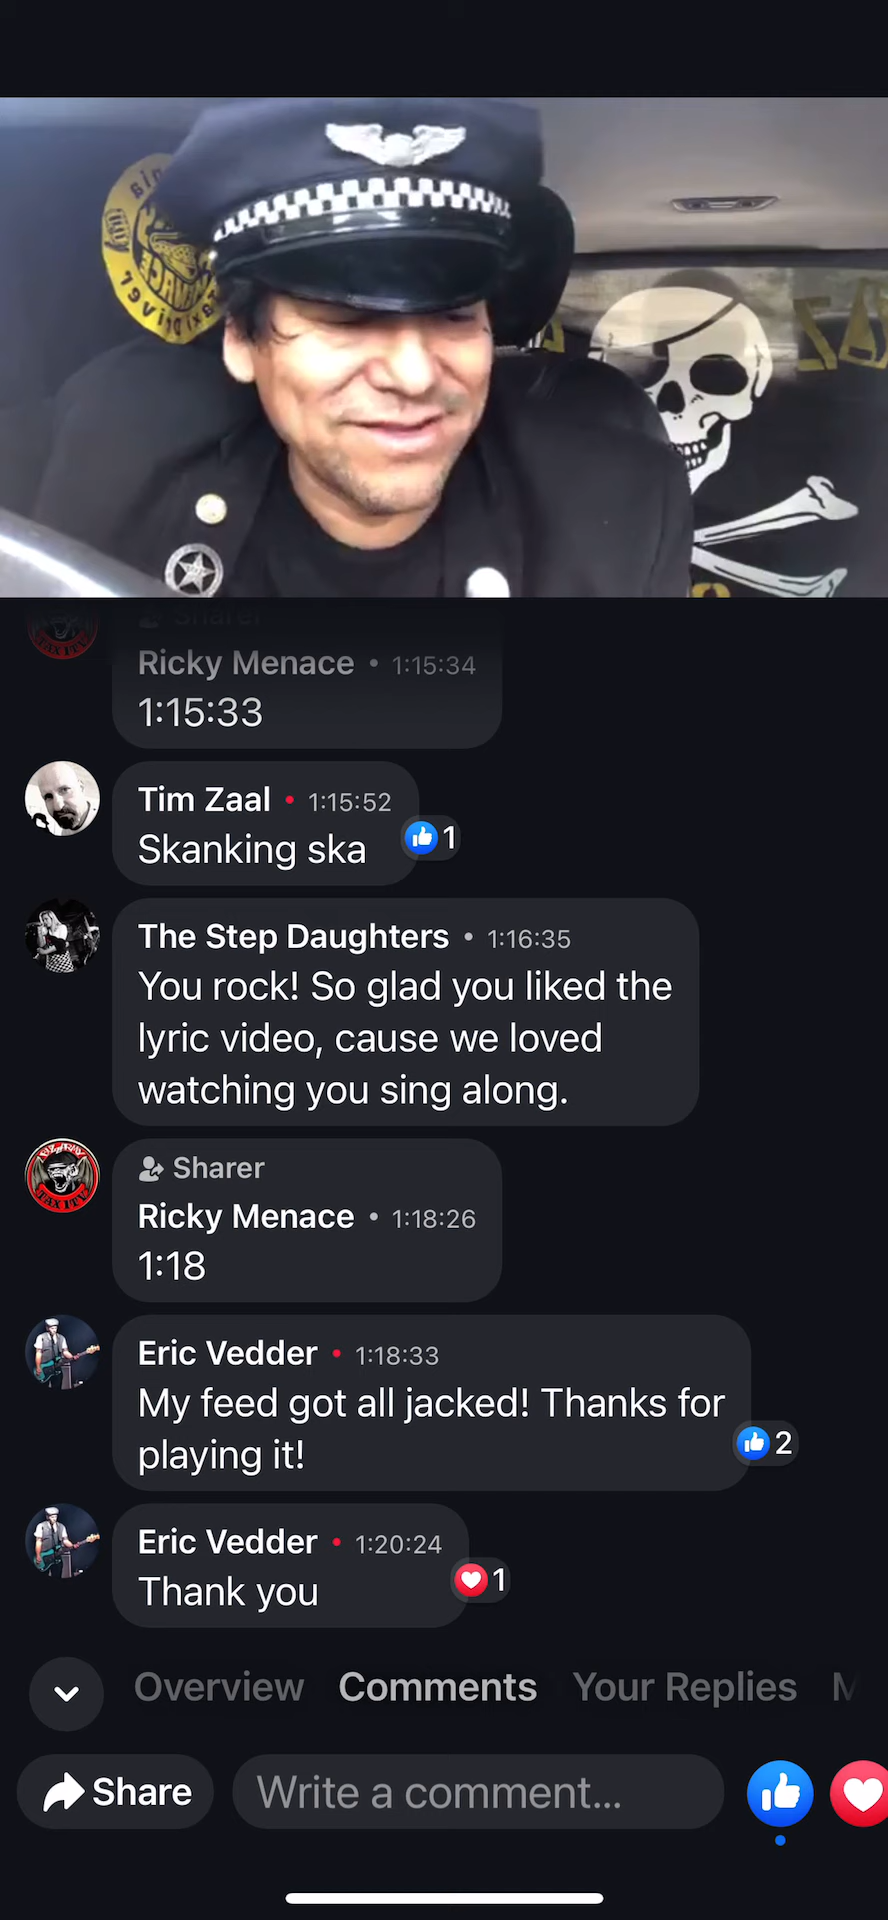 Sharer
Ricky Menace • 1:15:34
1:15:33
Tim Zaal • 1:15:52
Skanking ska
1
The Step Daughters • 1:16:35
You rock! So glad you liked the
lyric video, cause we loved
watching you sing along.
Sharer
Ricky Menace • 1:18:26
1:18
Eric Vedder • 1:18:33
My feed got all jacked! Thanks for
playing it!
2
Eric Vedder • 1:20:24
Thank you
1
Overview Comments Your Replies M
Share Write a comment...